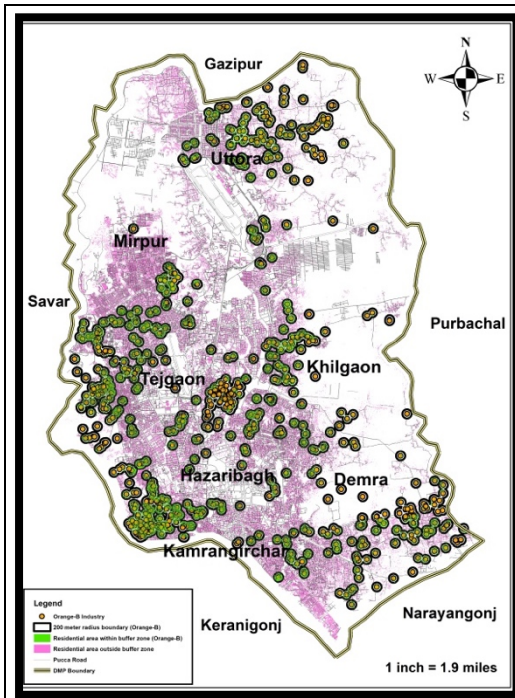 Gazipur
N
W E
S
Uttora
Mirpur
Savar
Purbachal
Khilgaon
Tejgaon
Hazaribagh
Demra
Kamrangirchar
Keranigonj
Narayangonj
Legend
Orange-B Industry
200 meter radius boundary (Orange-B)
Residential area within buffer zone (Orange-B)
Residential area outside buffer zone
Pucca Road
DMP Boundary
1 inch = 1.9 miles